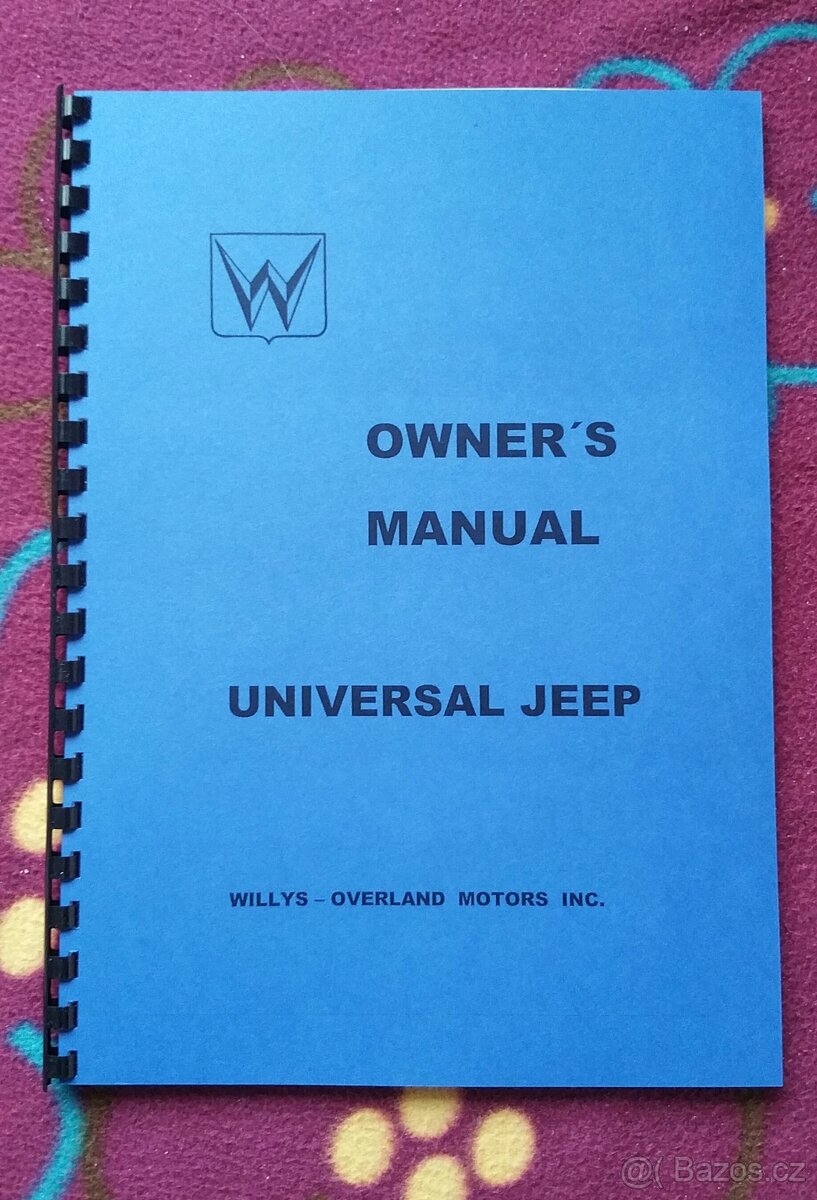 W
OWNER´S
MANUAL
UNIVERSAL JEEP
WILLYS – OVERLAND MOTORS INC.
@( Bazos.cz